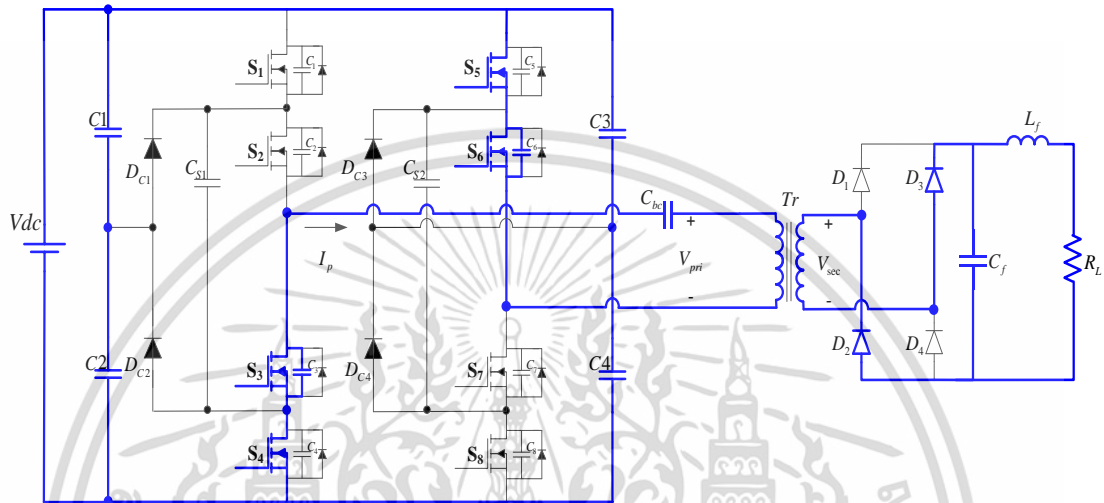 S1
C1
S5
C5
C1
C3
S2
C2
S6
C6
DC1
CS1
DC3
CS2
Lf
D1
D3
Cbc
Tr
Vdc
Ip
+
Vpri
-
+
Vsec
-
Cf
RL
C2
DC2
S3
C3
DC4
S7
C7
C4
D2
D4
S4
C4
S8
C8